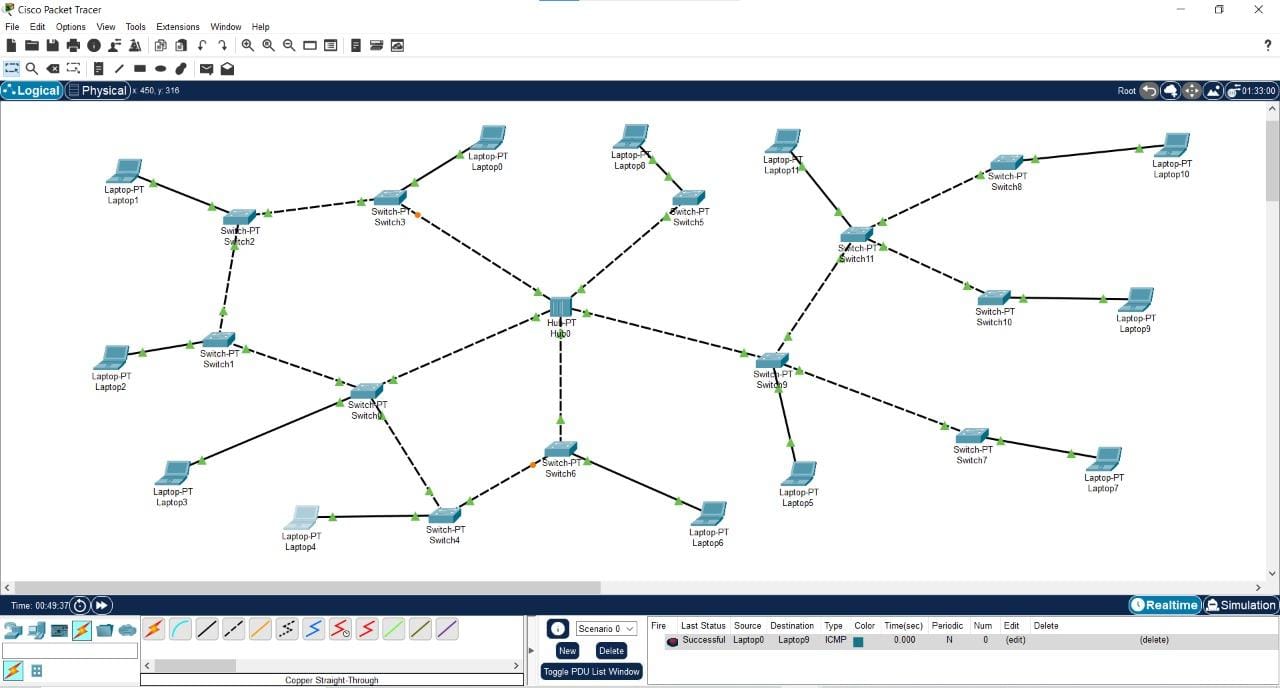 Cisco Packet Tracer
File Edit Options View Tools Extensions Window Help
?
Logical Physical x: 450, y: 316 Root 01:33:00
Laptop-PT
Laptop1
Laptop-PT
Laptop0
Laptop-PT
Laptop8
Laptop-PT
Laptop11
Laptop-PT
Laptop10
Switch-PT
Switch2
Switch-PT
Switch3
Switch-PT
Switch5
Switch-PT
Switch8
Switch-PT
Switch11
Switch-PT
Switch10
Laptop-PT
Laptop9
Hub-PT
Hub0
Switch-PT
Switch1
Laptop-PT
Laptop2
Switch-PT
Switch0
Switch-PT
Switch9
Switch-PT
Switch7
Laptop-PT
Laptop7
Laptop-PT
Laptop3
Switch-PT
Switch6
Laptop-PT
Laptop5
Laptop-PT
Laptop4
Switch-PT
Switch4
Laptop-PT
Laptop6
Time: 00:49:37 Realtime Simulation
Scenario 0
New Delete
Toggle PDU List Window
Fire Last Status Source Destination Type Color Time(sec) Periodic Num Edit Delete
Successful Laptop0 Laptop9 ICMP 0.000 N 0 (edit) (delete)
Copper Straight-Through